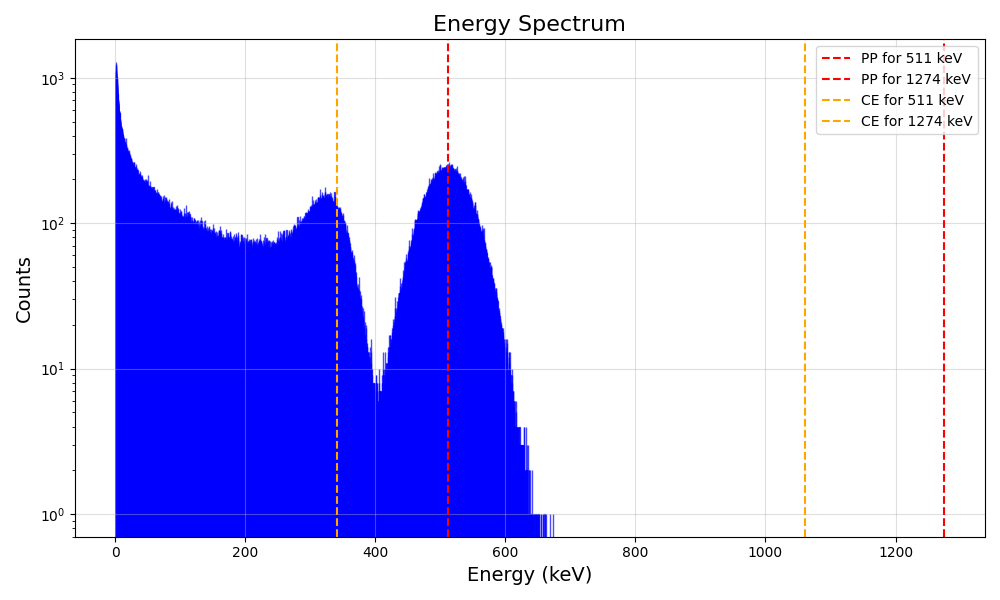 Energy Spectrum
PP for 511 keV
PP for 1274 keV
CE for 511 keV
CE for 1274 keV
Counts
10³
10²
10¹
10⁰
0 200 400 600 800 1000 1200
Energy (keV)